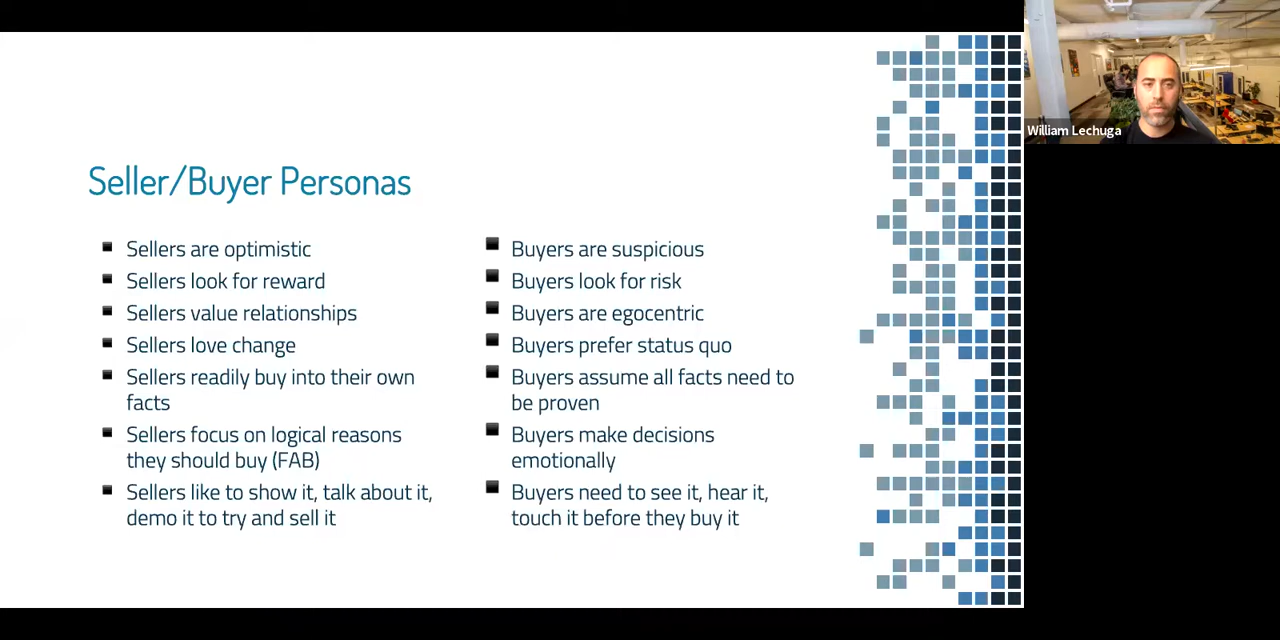 Seller/Buyer Personas
Sellers are optimistic
Sellers look for reward
Sellers value relationships
Sellers love change
Sellers readily buy into their own
facts
Sellers focus on logical reasons
they should buy (FAB)
Sellers like to show it, talk about it,
demo it to try and sell it
Buyers are suspicious
Buyers look for risk
Buyers are egocentric
Buyers prefer status quo
Buyers assume all facts need to
be proven
Buyers make decisions
emotionally
Buyers need to see it, hear it,
touch it before they buy it
William Lechuga